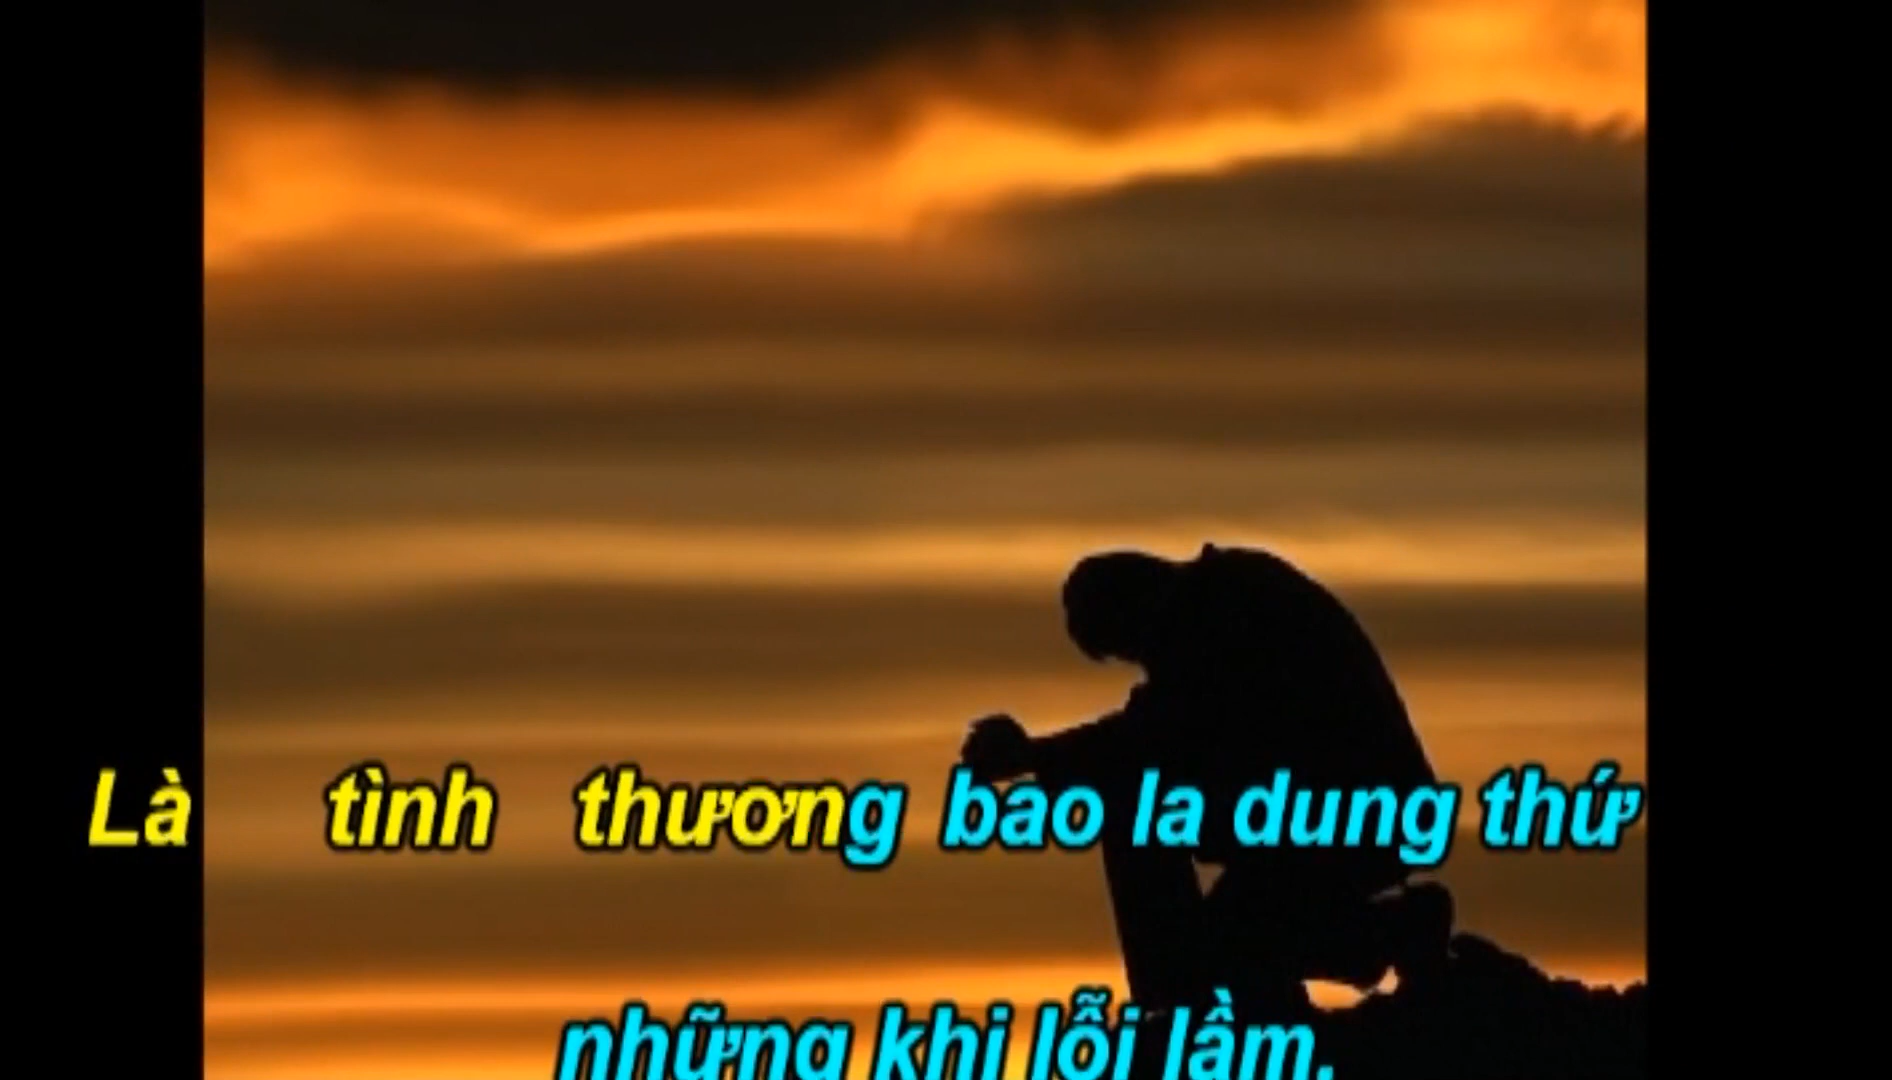 Là tình thương bao la dung thứ
những khi lỗi lầm.